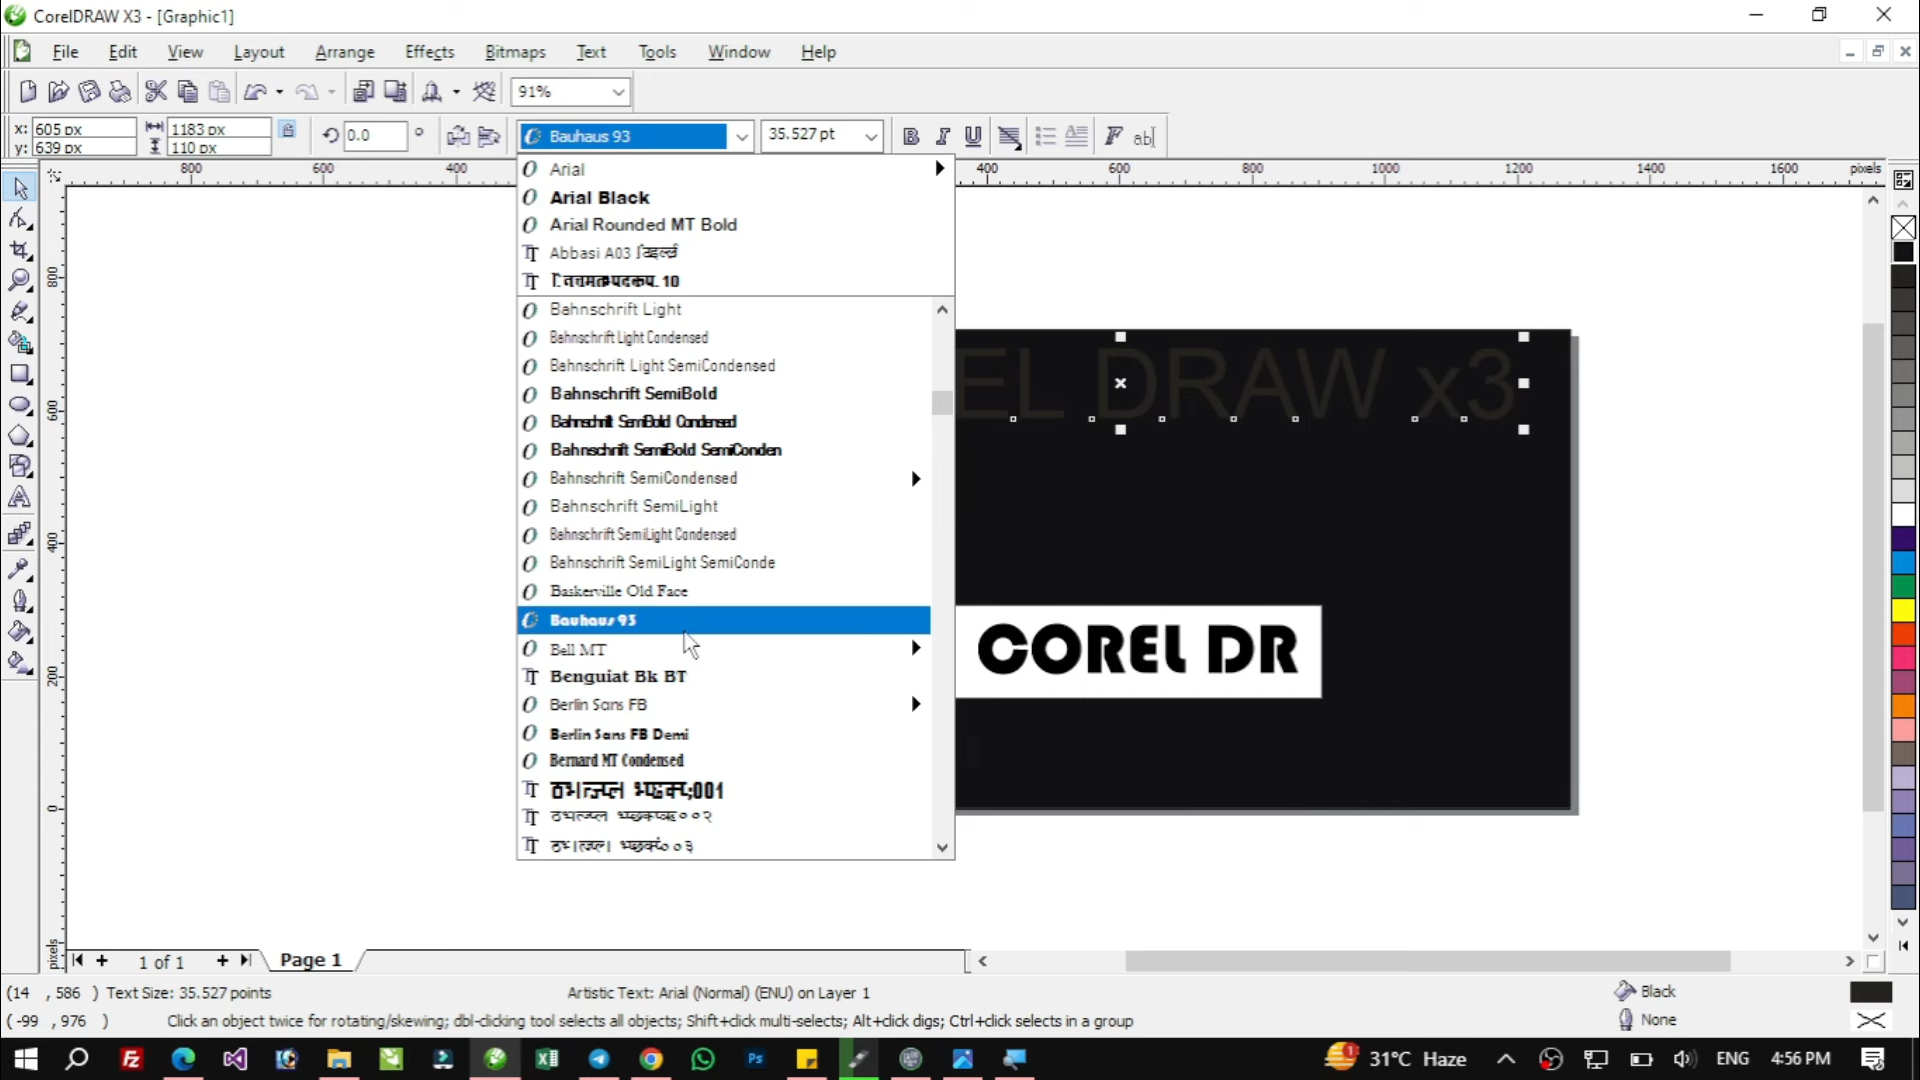 CorelDRAW X3 - [Graphic1]
File Edit View Layout Arrange Effects Bitmaps Text Tools Window Help
91%
x: 605 px 1183 px 0.0 ° Bauhaus 93 35.527 pt B I U F ab
y: 639 px 110 px
800 600 400 400 600 800 1000 1200 1400 1600 pixels
Arial
Arial Black
Arial Rounded MT Bold
Abbasi A03
Bahnschrift Light
Bahnschrift Light Condensed
Bahnschrift Light SemiCondensed
Bahnschrift SemiBold
Bahnschrift SemiBold Condensed
Bahnschrift SemiBold SemiConden
Bahnschrift SemiCondensed
Bahnschrift SemiLight
Bahnschrift SemiLight Condensed
Bahnschrift SemiLight SemiConde
Baskerville Old Face
Bauhaus 93
Bell MT
Benguiat Bk BT
Berlin Sans FB
Berlin Sans FB Demi
Bernard MT Condensed
EL DRAW x3
COREL DR
800
600
400
200
0
pixels
1 of 1 Page 1
(14 , 586 ) Text Size: 35.527 points Artistic Text: Arial (Normal) (ENU) on Layer 1 Black
( -99 , 976 ) Click an object twice for rotating/skewing; dbl-clicking tool selects all objects; Shift+click multi-selects; Alt+click digs; Ctrl+click selects in a group None
31°C Haze ENG 4:56 PM